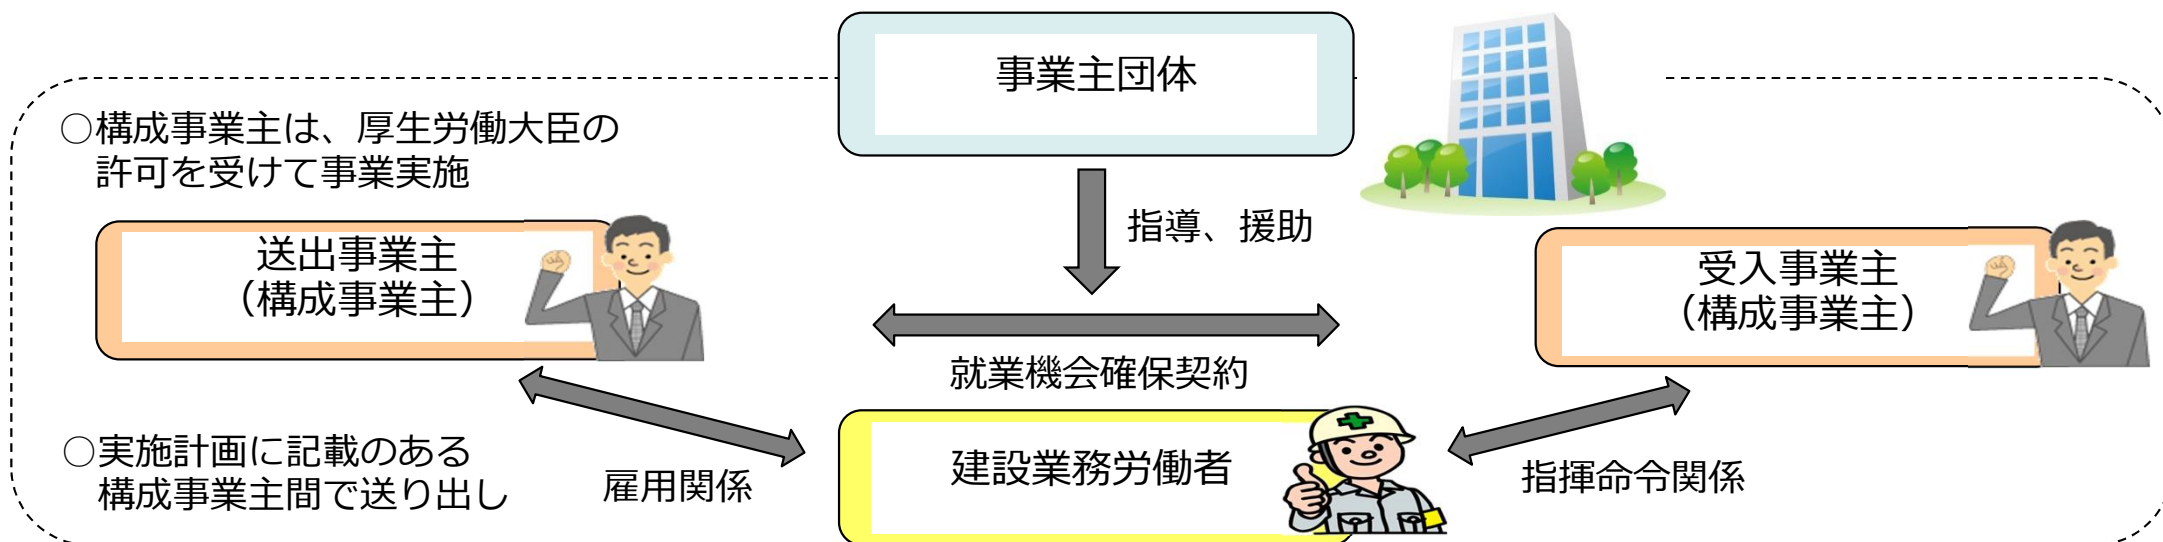 事業主団体
○構成事業主は、厚生労働大臣の
許可を受けて事業実施
指導、援助
送出事業主
（構成事業主）
受入事業主
（構成事業主）
就業機会確保契約
○実施計画に記載のある
構成事業主間で送り出し
雇用関係
建設業務労働者
指揮命令関係